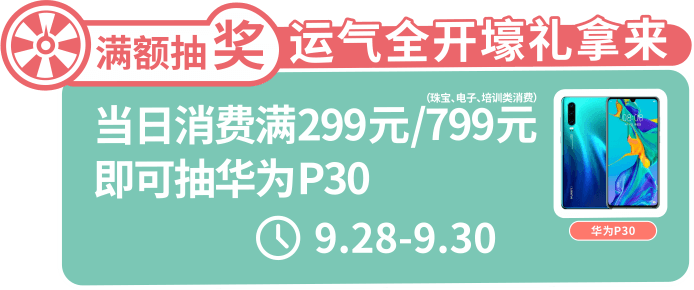 满额抽奖 运气全开壕礼拿来
(珠宝、电子、培训类消费)
当日消费满299元/799元
即可抽华为P30
9.28-9.30
08:08
华为P30